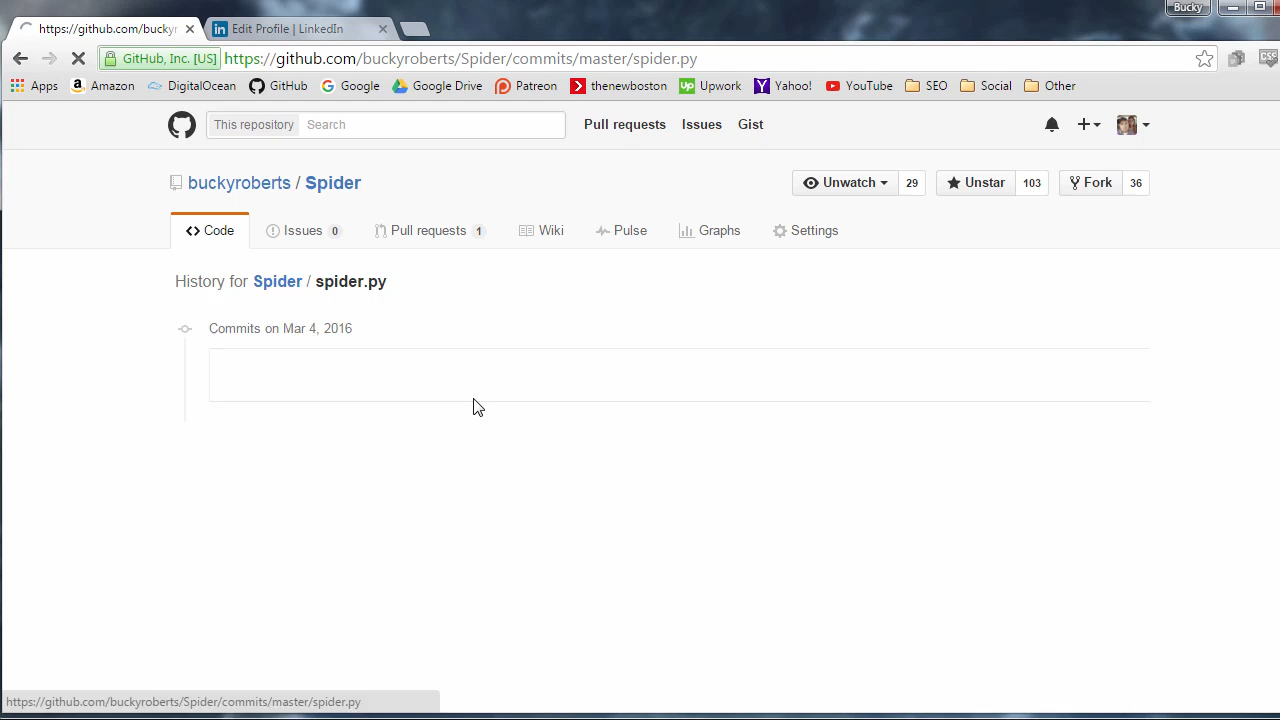 Bucky
https://github.com/buckyr Edit Profile | LinkedIn
GitHub, Inc. [US] https://github.com/buckyroberts/Spider/commits/master/spider.py
Apps Amazon DigitalOcean GitHub Google Google Drive Patreon thenewboston Upwork Yahoo! YouTube SEO Social Other
This repository Search Pull requests Issues Gist
buckyroberts / Spider Unwatch 29 Unstar 103 Fork 36
Code Issues 0 Pull requests 1 Wiki Pulse Graphs Settings
History for Spider / spider.py
Commits on Mar 4, 2016
https://github.com/buckyroberts/Spider/commits/master/spider.py